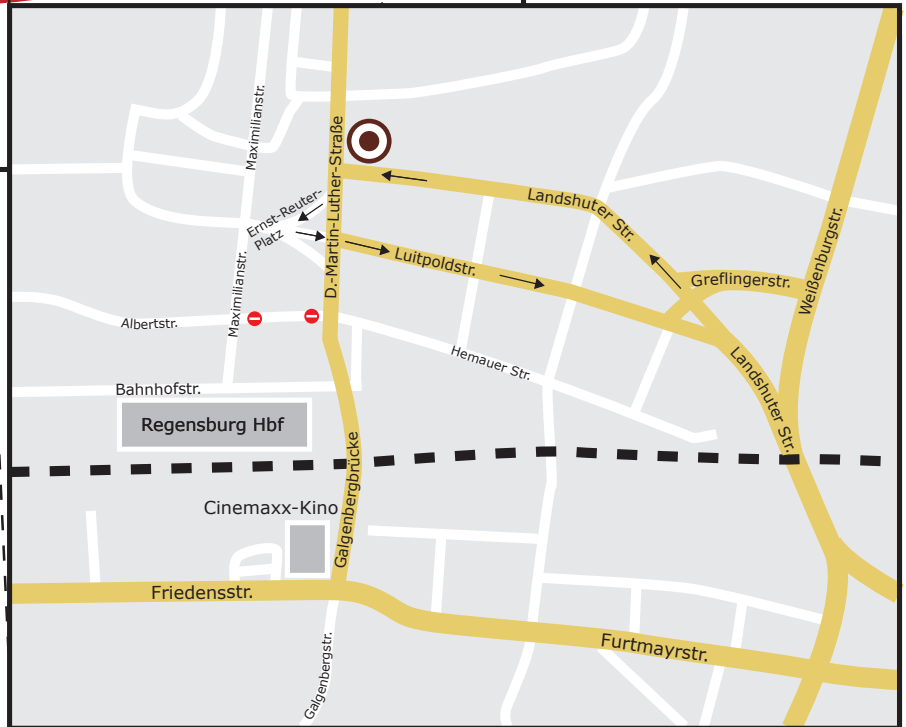 Maximilianstr.
D.-Martin-Luther-Straße
Ernst-Reuter-
Platz
Landshuter Str.
Luitpoldstr.
Greflingerstr.
Weißenburgstr.
Maximilianstr.
Albertstr.
Hemauer Str.
Landshuter Str.
Bahnhofstr.
Regensburg Hbf
Galgenbergbrücke
Cinemaxx-Kino
Friedensstr.
Furtmayrstr.
Galgenbergstr.